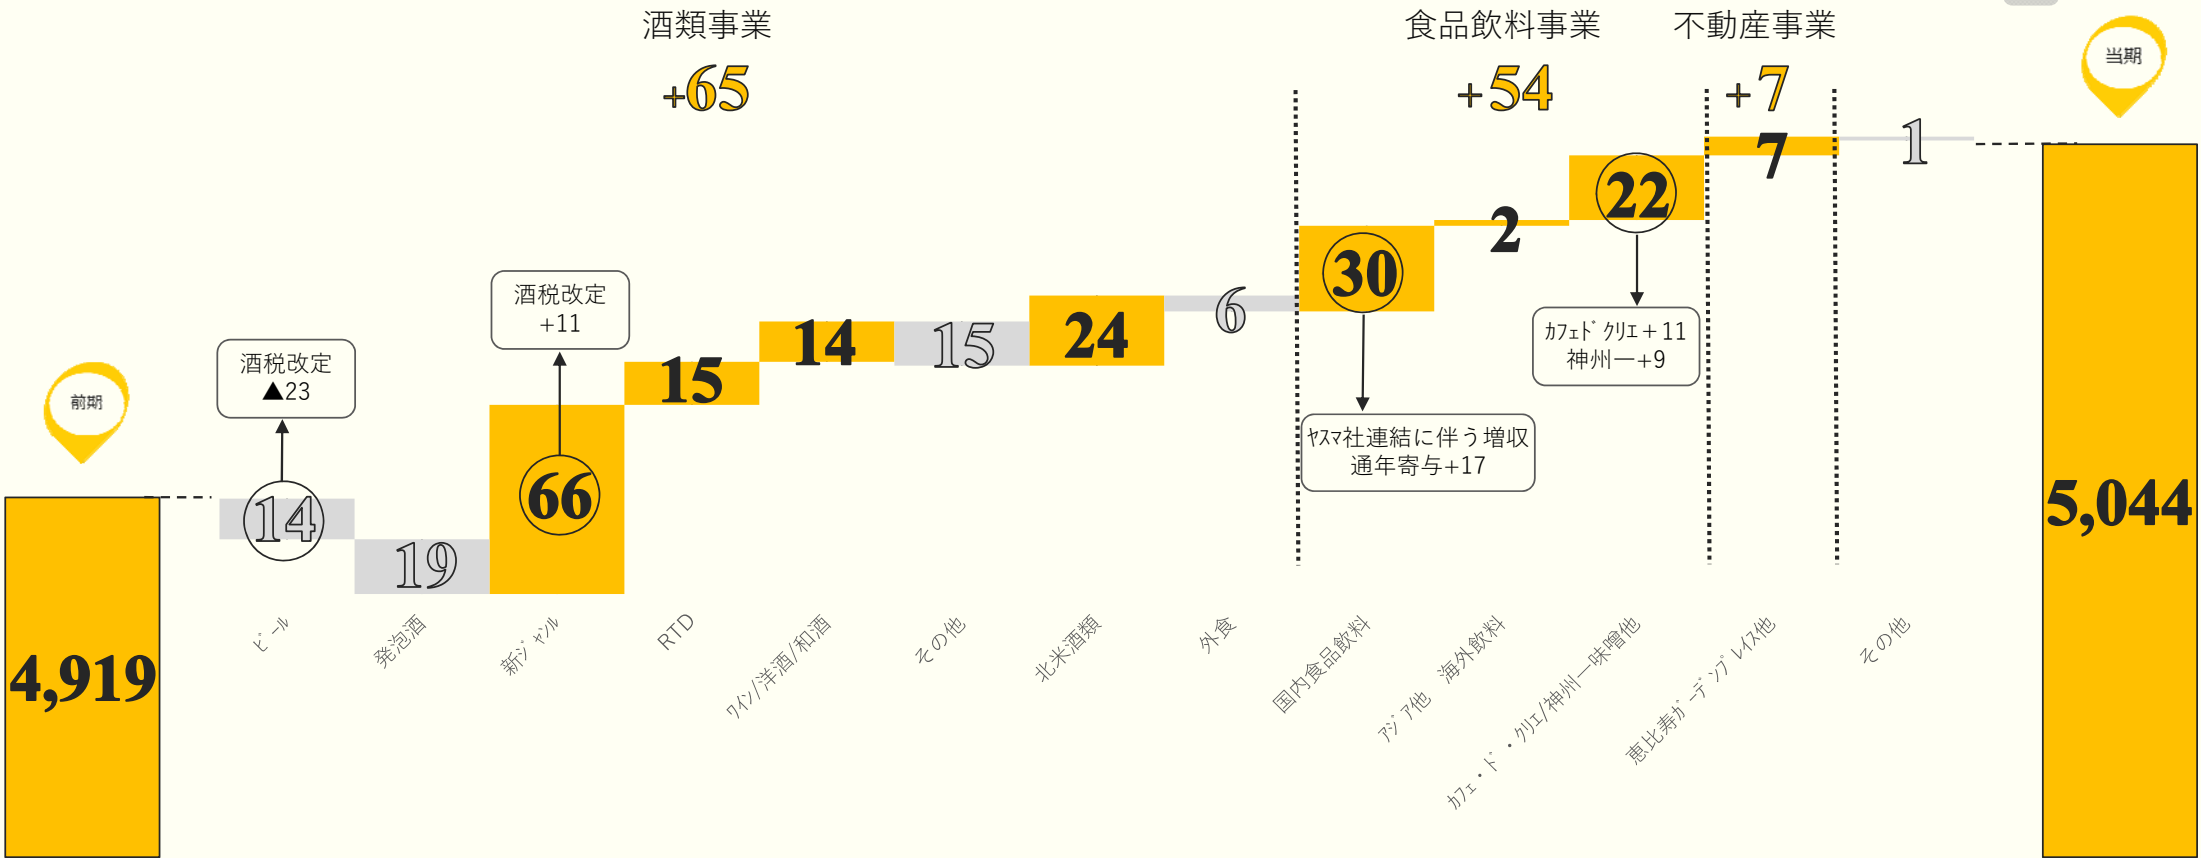 酒類事業
+65
食品飲料事業
+54
不動産事業
+7
当期
前期
4,919
酒税改定
▲23
14
19
酒税改定
+11
66
15
14
15
24
6
30
ﾔｽﾏ社連結に伴う増収
通年寄与+17
2
22
ｶﾌｪﾄﾞｸﾘｴ＋11
神州一+9
7
1
5,044
ﾋﾞｰﾙ
発泡酒
新ｼﾞｬﾝﾙ
RTD
ﾜｲﾝ/洋酒/和酒
その他
北米酒類
外食
国内食品飲料
ｱｼﾞｱ他　海外飲料
ｶﾌｪ・ﾄﾞ・ｸﾘｴ/神州一味噌他
恵比寿ｶﾞｰﾃﾞﾝﾌﾟﾚｲｽ他
その他